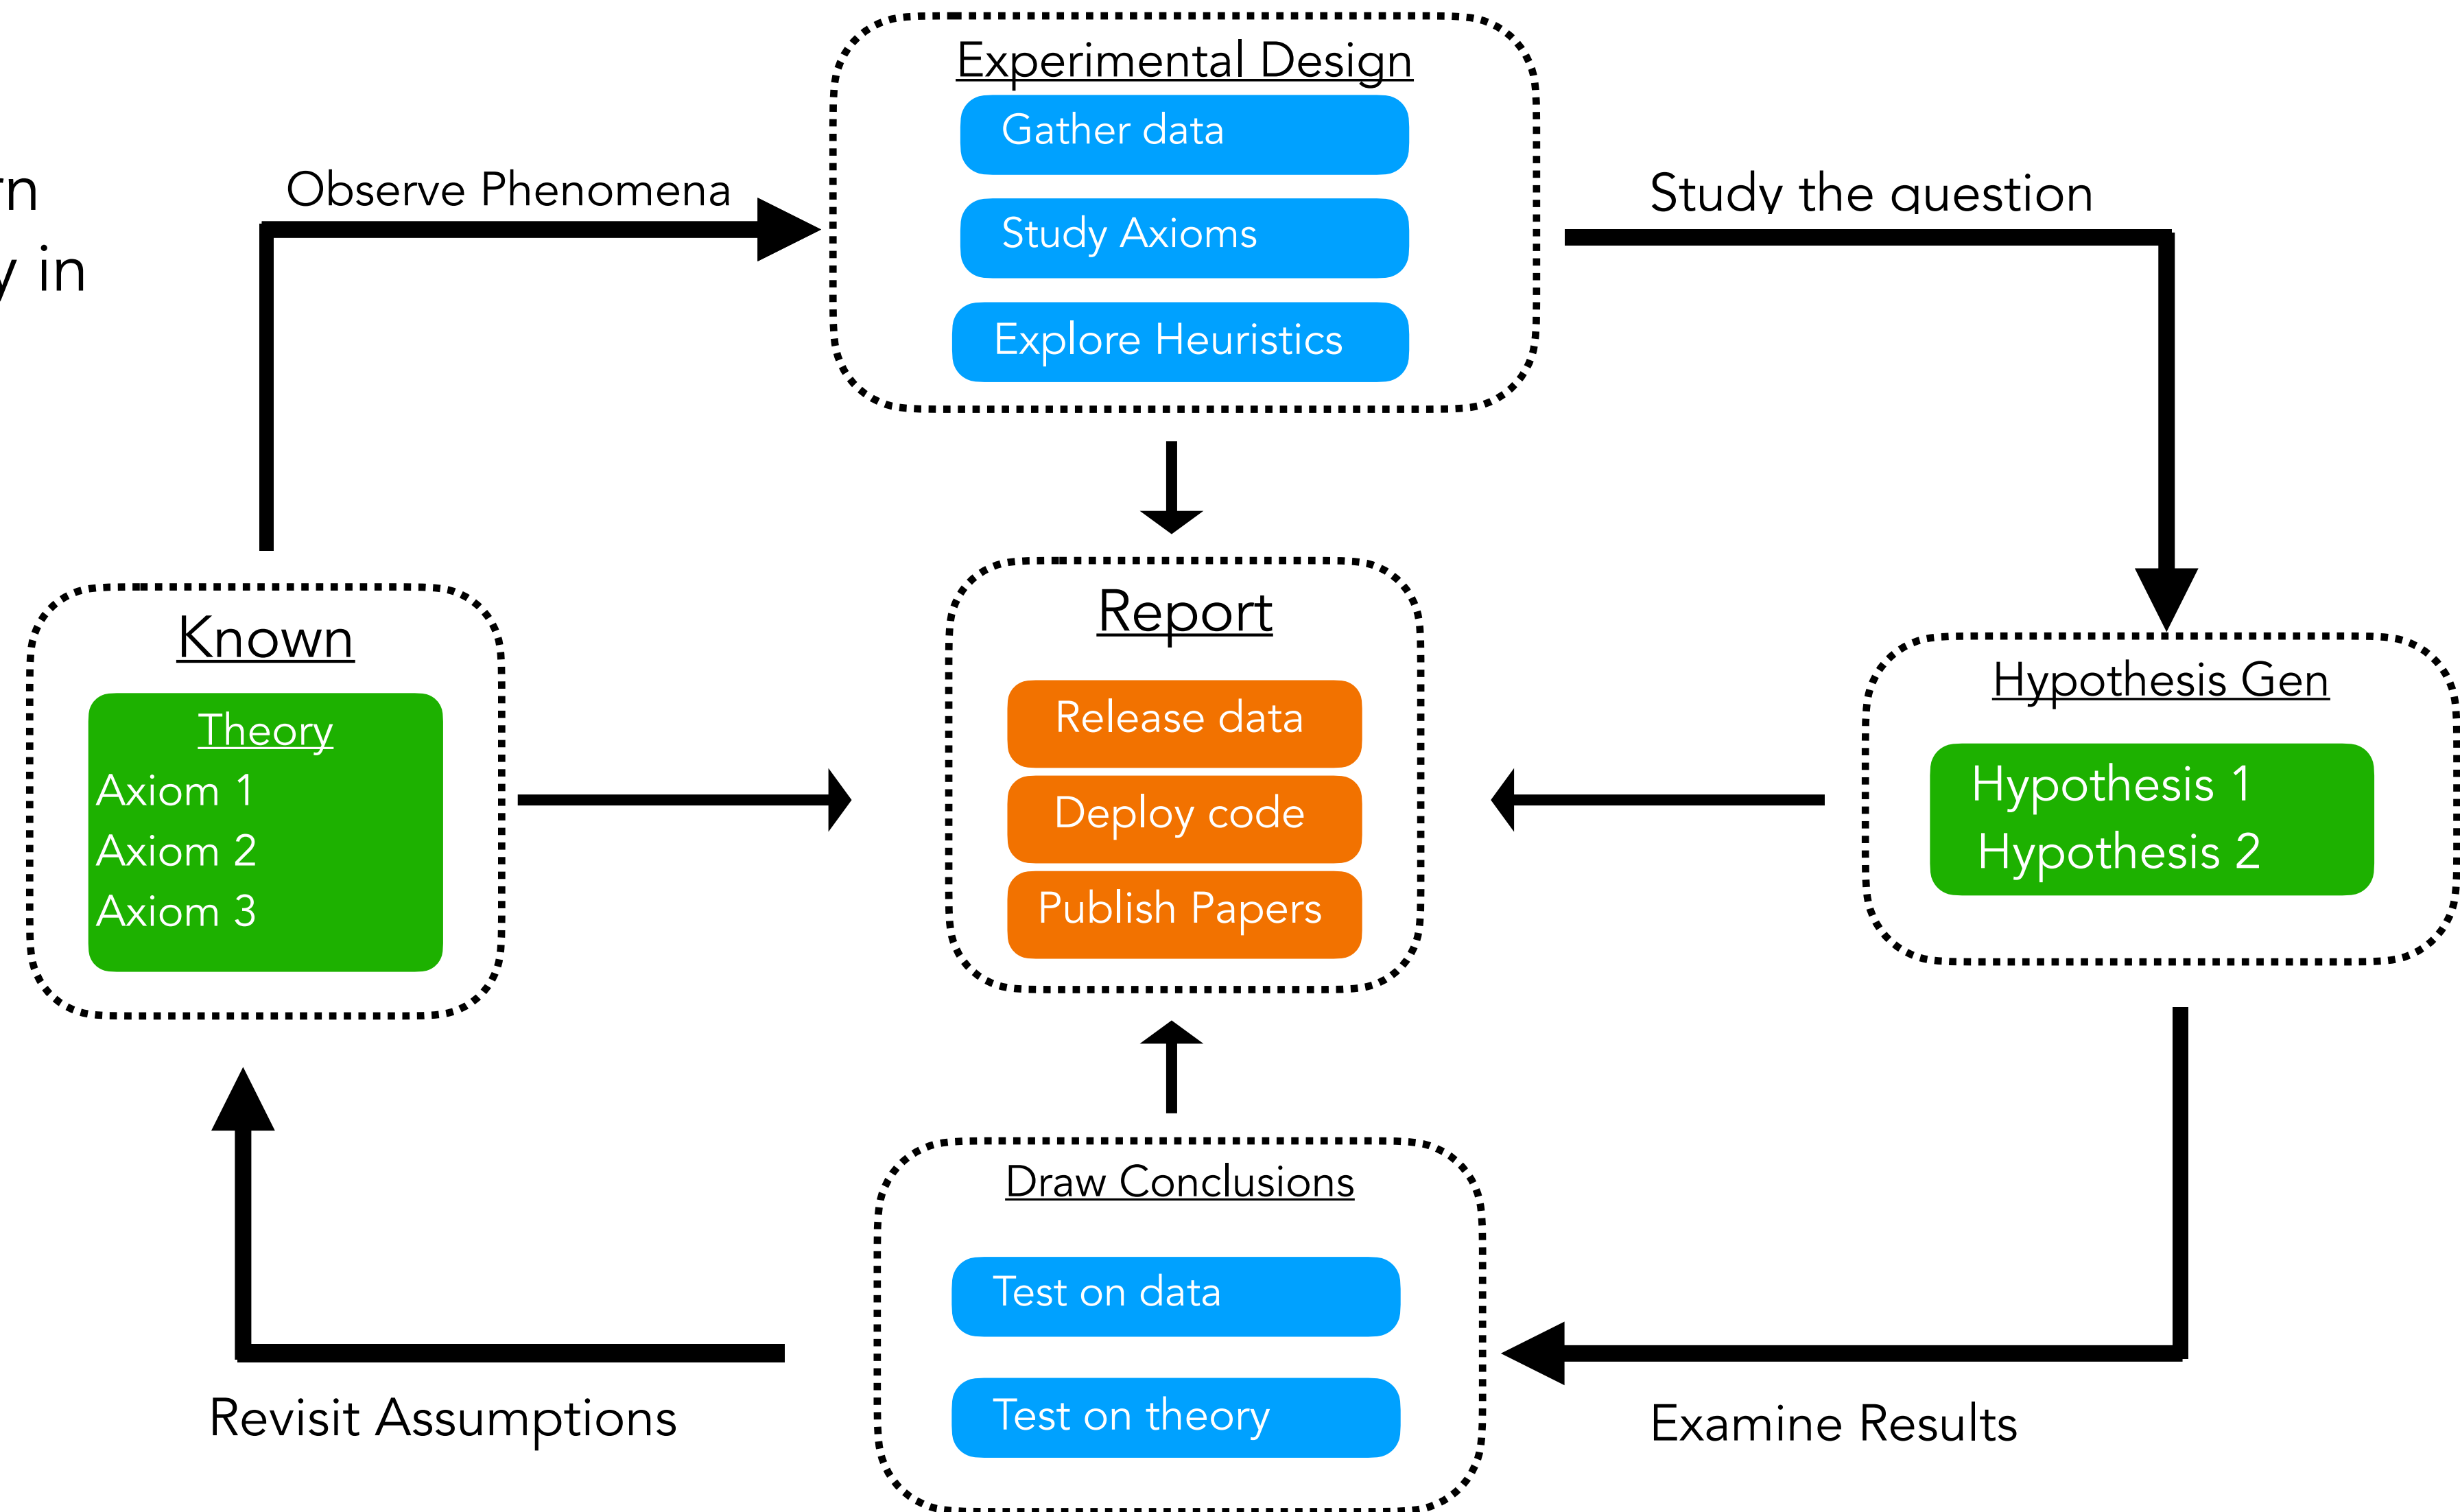 in
Observe Phenomena
Experimental Design
Gather data
Study Axioms
Explore Heuristics
Study the question
Known
Theory
Axiom 1
Axiom 2
Axiom 3
Report
Release data
Deploy code
Publish Papers
Hypothesis Gen
Hypothesis 1
Hypothesis 2
Draw Conclusions
Test on data
Test on theory
Revisit Assumptions
Examine Results